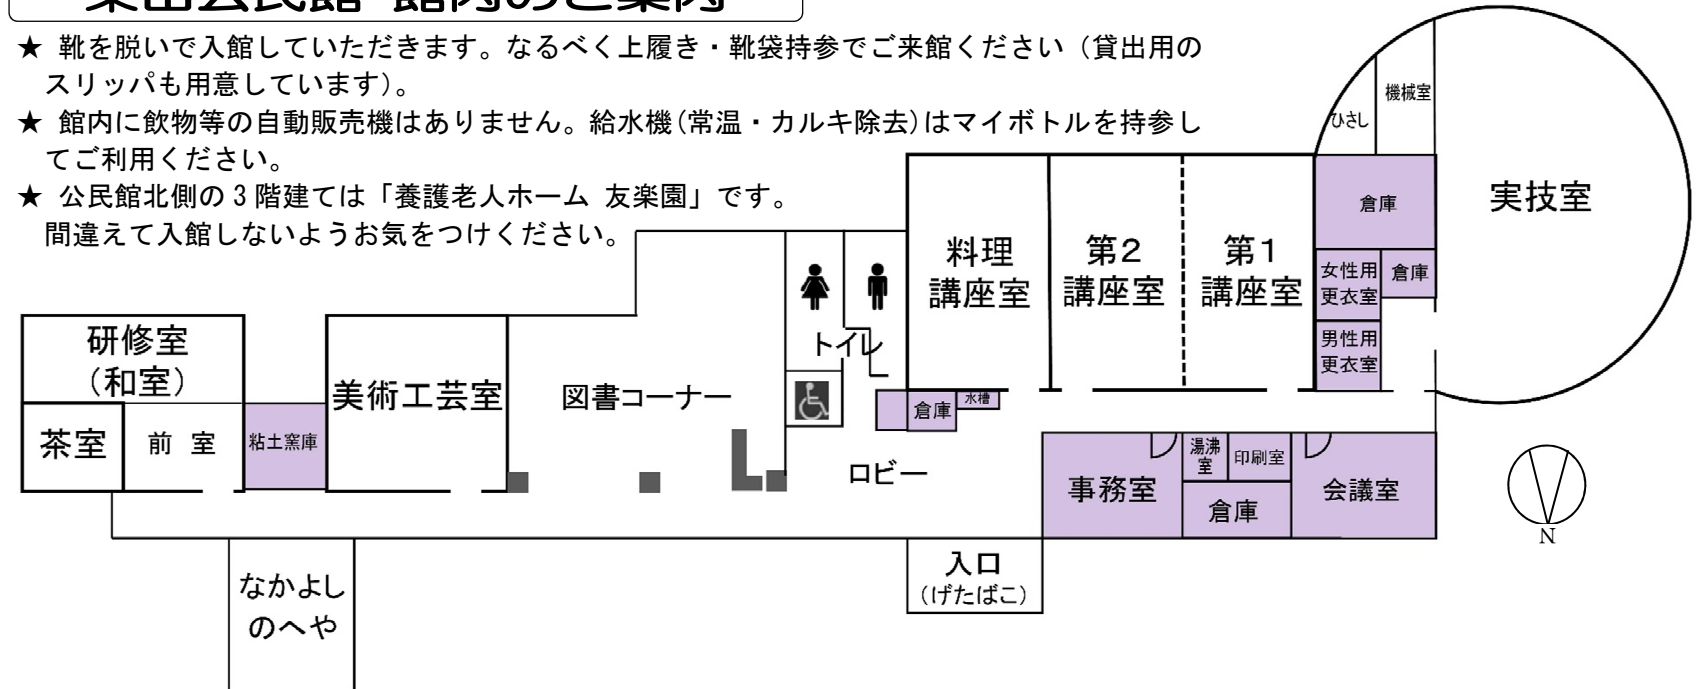 公民館 館内のご案内
★ 靴を脱いで入館していただきます。なるべく上履き・靴袋持参でご来館ください（貸出用の
スリッパも用意しています）。
★ 館内に飲物等の自動販売機はありません。給水機(常温・カルキ除去)はマイボトルを持参し
てご利用ください。
★ 公民館北側の3階建ては「養護老人ホーム 友楽園」です。
間違えて入館しないようお気をつけください。
ひさし
機械室
実技室
倉庫
女性用
更衣室
倉庫
男性用
更衣室
料理
講座室
第2
講座室
第1
講座室
トイレ
研修室
（和室）
茶室
前 室
粘土窯庫
美術工芸室
図書コーナー
倉庫
水槽
ロビー
事務室
湯沸
室
印刷室
倉庫
会議室
入口
（げたばこ）
なかよし
のへや
N